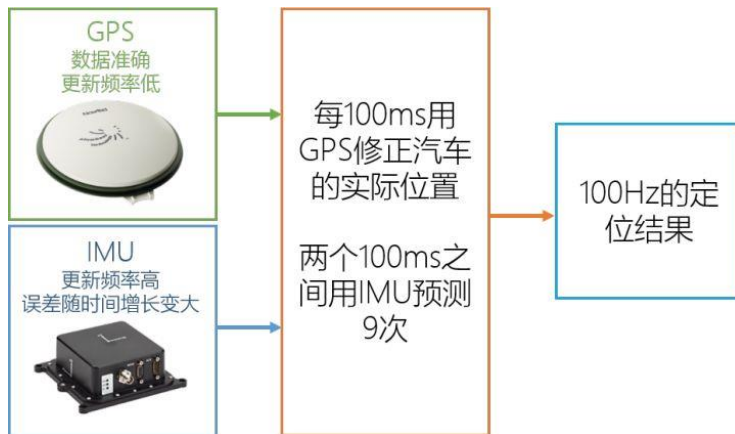 GPS
数据准确
更新频率低
IMU
更新频率高
误差随时间增长变大
每100ms用
GPS修正汽车
的实际位置
两个100ms之
间用IMU预测
9次
100Hz的定
位结果